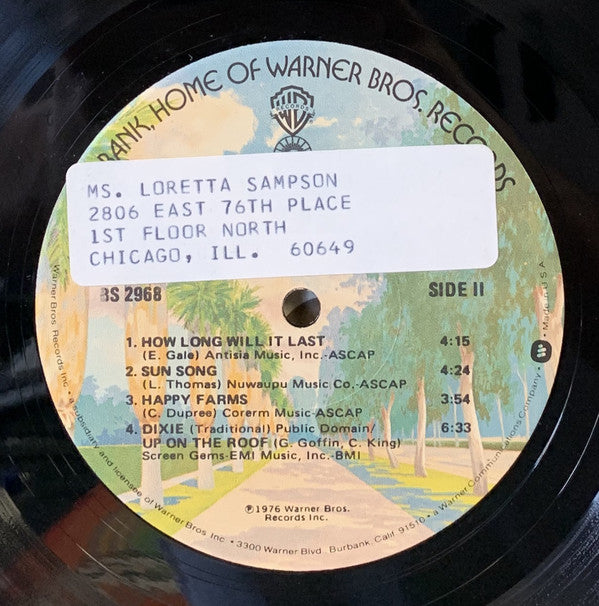 BANK, HOME OF WARNER BROS. RECORDS
RECORDS
MS. LORETTA SAMPSON
2806 EAST 76TH PLACE
1ST FLOOR NORTH
CHICAGO, ILL. 60649
BS 2968 SIDE II
1. HOW LONG WILL IT LAST 4:15
(E. Gale) Antisia Music, Inc.-ASCAP
2. SUN SONG 4:24
(L. Thomas) Nuwaupu Music Co.-ASCAP
3. HAPPY FARMS 3:54
(C. Dupree) Corerm Music-ASCAP
4. DIXIE (Traditional) Public Domain/ 6:33
UP ON THE ROOF (G. Goffin, C. King)
Screen Gems-EMI Music, Inc.-BMI
℗1976 Warner Bros.
Records Inc.
Warner Bros. Records Inc. • a subsidiary and licensee of Warner Bros. Inc. • 3300 Warner Blvd., Burbank, Calif. 91510 • a Warner Communications Company • Made in U.S.A.